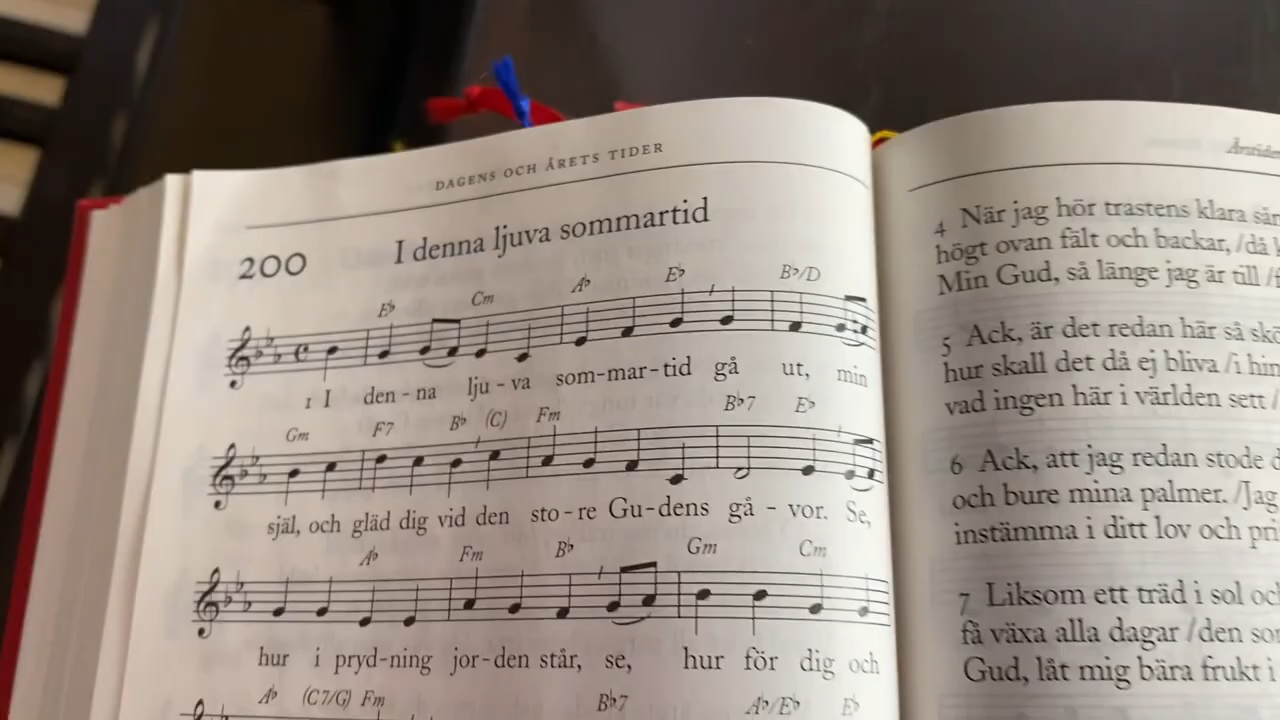 DAGENS OCH ÅRETS TIDER
200 I denna ljuva sommartid
E♭ Cm A♭ E♭ B♭/D
1 I den - na lju - va som-mar-tid gå ut, min
Gm F7 B♭ (C) Fm B♭7 E♭
själ, och gläd dig vid den sto - re Gu-dens gå - vor. Se,
A♭ Fm B♭ Gm Cm
hur i pryd-ning jor-den står, se, hur för dig och
A♭ (C7/G) Fm B♭7 A♭/E♭ E♭
4 När jag hör trastens klara
högt ovan fält och backar, /då
Min Gud, så länge jag är till /
5 Ack, är det redan här så
hur skall det då ej bliva /i
vad ingen här i världen sett /
6 Ack, att jag redan stode
och bure mina palmer. /Jag
instämma i ditt lov och
7 Liksom ett träd i sol
få växa alla dagar /den
Gud, låt mig bära frukt i